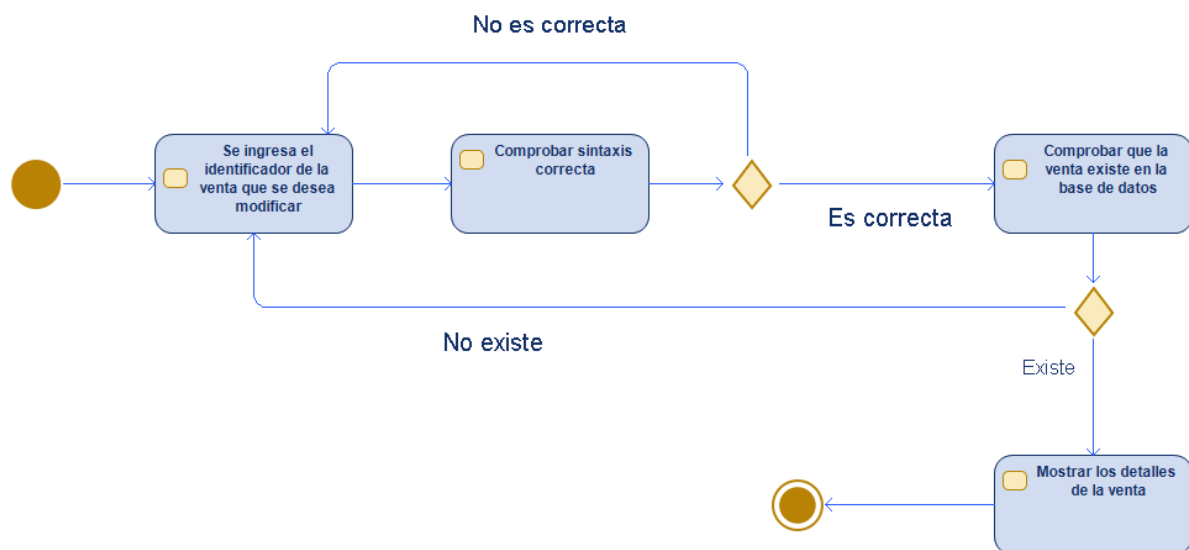 No es correcta
Se ingresa el
identificador de la
venta que se desea
modificar
Comprobar sintaxis
correcta
Es correcta
Comprobar que la
venta existe en la
base de datos
No existe
Existe
Mostrar los detalles
de la venta